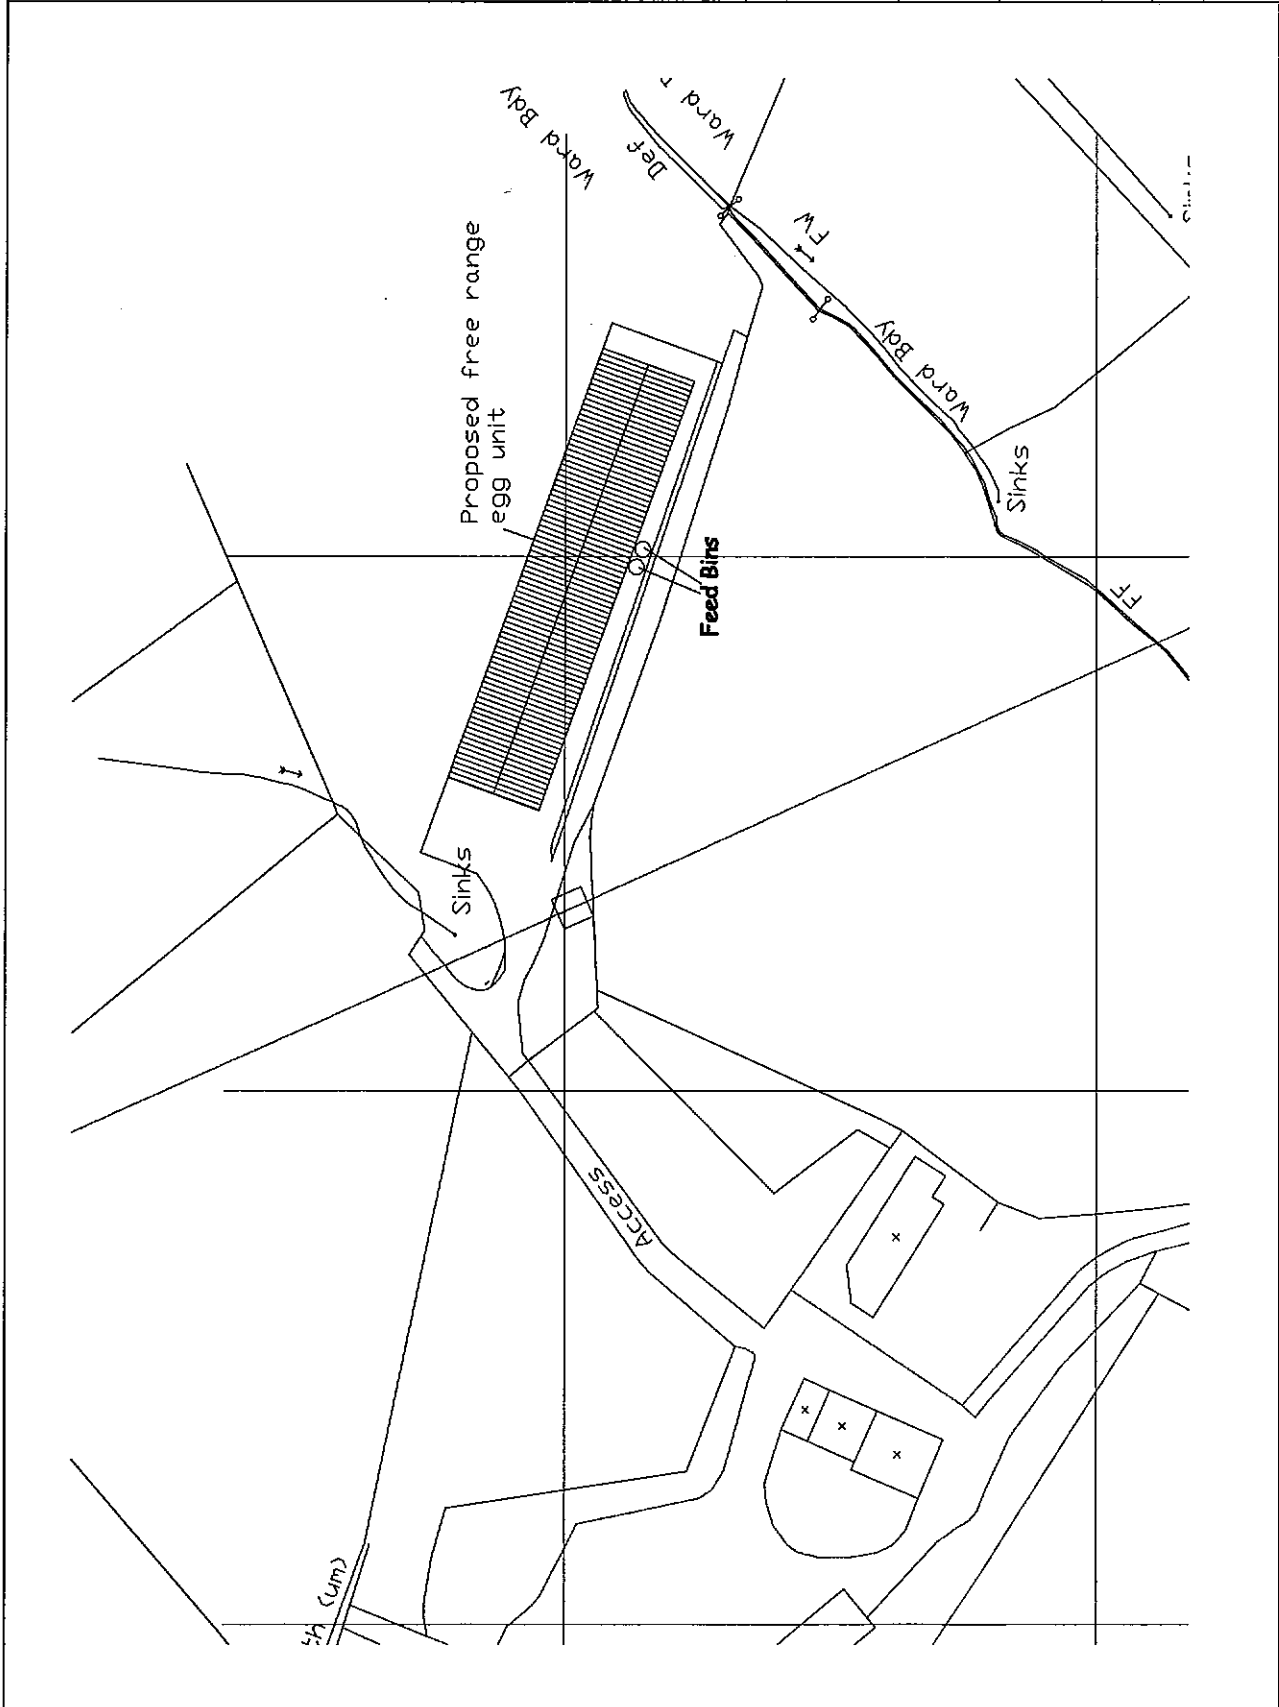 Ward Bdy
Def
Ward
FW
Proposed free range
egg unit
Ward Bdy
Sinks
Feed Bins
FF
Sinks
Access
th (um)